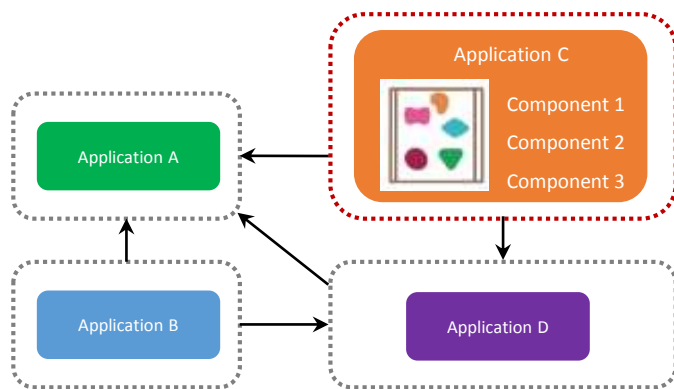 Application C
Component 1
Component 2
Component 3
Application A
Application B
Application D